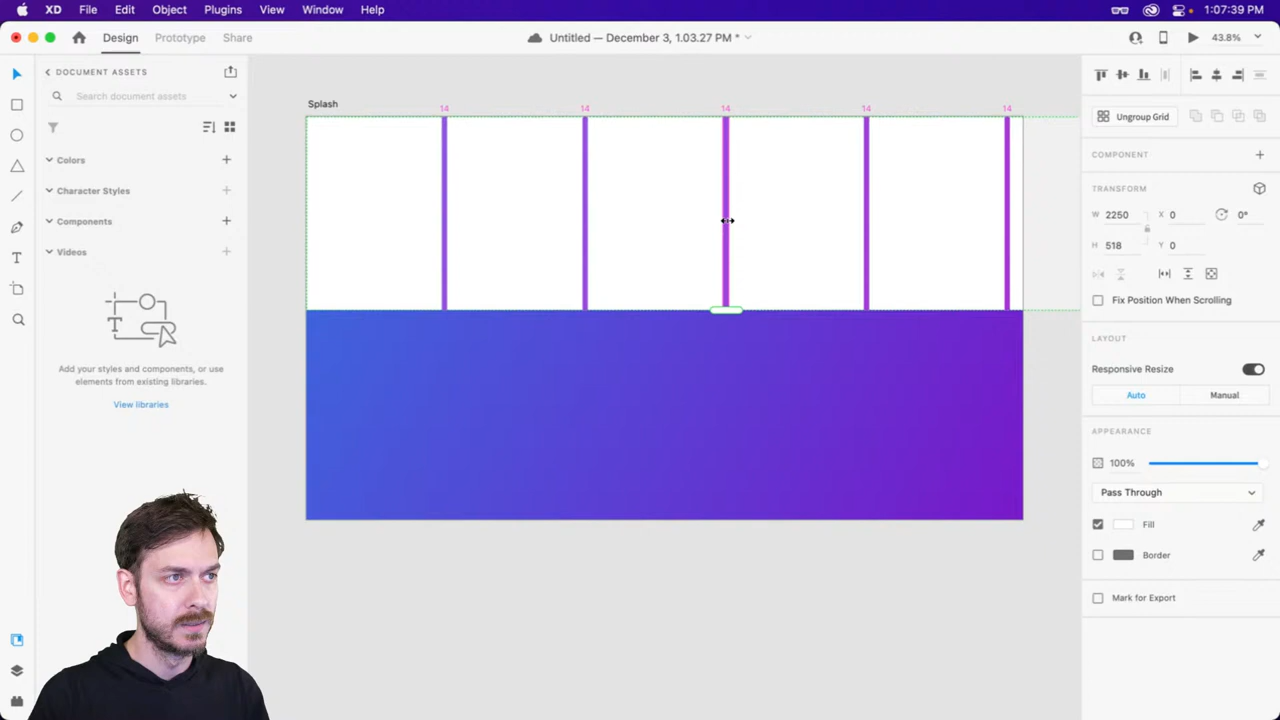 XD File Edit Object Plugins View Window Help 1:07:39 PM
Design Prototype Share Untitled — December 3, 1.03.27 PM * 43.8%
DOCUMENT ASSETS
Search document assets
Colors
Character Styles
Components
Videos
Add your styles and components, or use
elements from existing libraries.
View libraries
Splash
14 14 14 14 14
T
Ungroup Grid
COMPONENT
TRANSFORM
W 2250 X 0 0°
H 518 Y 0
Fix Position When Scrolling
LAYOUT
Responsive Resize
Auto Manual
APPEARANCE
100%
Pass Through
Fill
Border
Mark for Export